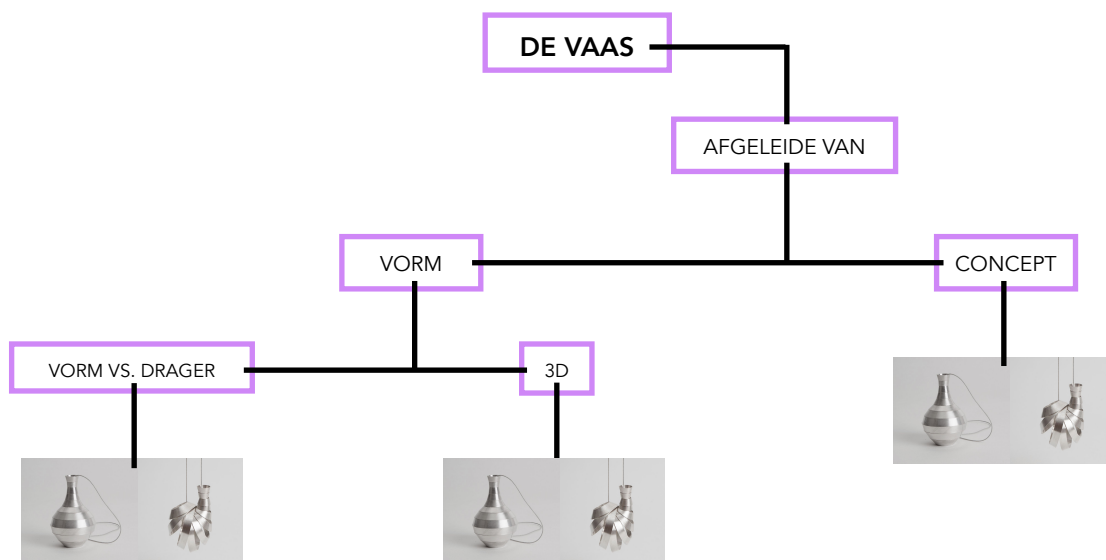 DE VAAS
AFGELEIDE VAN
VORM
CONCEPT
VORM VS. DRAGER
3D